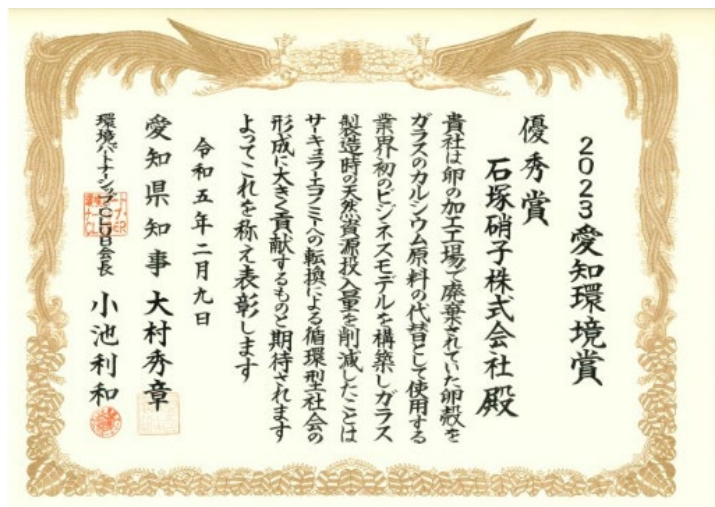 2023愛知環境賞
優秀賞
石塚硝子株式会社殿
貴社は卵の加工工場で廃棄されていた卵殻を
ガラスのカルシウム原料の代替として使用する
業界初のビジネスモデルを構築しガラス
製造時の天然資源投入量を削減したことは
サーキュラーエコノミーへの転換による循環型社会の
形成に大きく貢献するものと期待されます
よってこれを称え表彰します
令和五年二月九日
愛知県知事 大村秀章
環境パートナーシップCLUB会長 小池利和